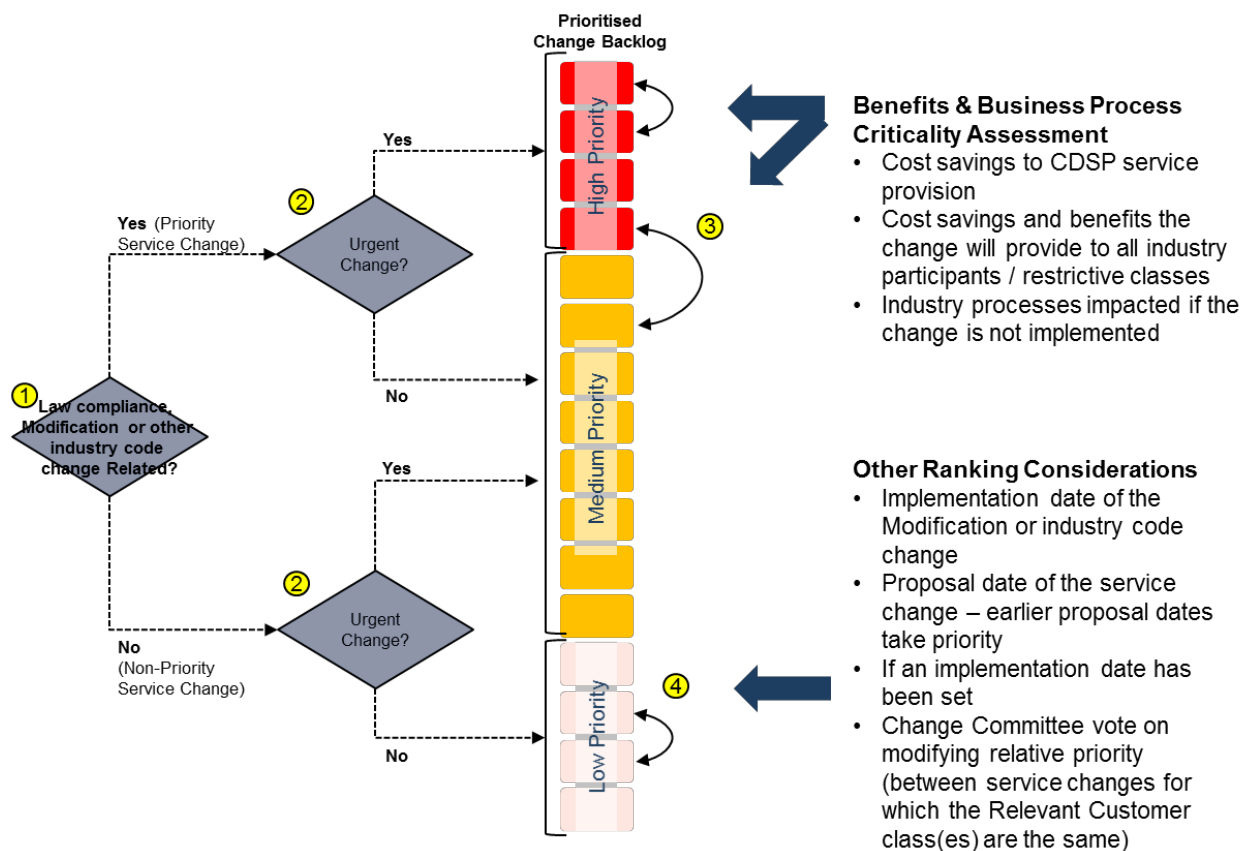 Prioritised
Change Backlog
High Priority
Medium Priority
Low Priority
1
Law compliance,
Modification or other
industry code
change Related?
Yes (Priority
Service Change)
No
(Non-Priority
Service Change)
2
Urgent
Change?
Yes
No
2
Urgent
Change?
Yes
No
3
4
Benefits & Business Process
Criticality Assessment
• Cost savings to CDSP service
provision
• Cost savings and benefits the
change will provide to all industry
participants / restrictive classes
• Industry processes impacted if the
change is not implemented
Other Ranking Considerations
• Implementation date of the
Modification or industry code
change
• Proposal date of the service
change – earlier proposal dates
take priority
• If an implementation date has
been set
• Change Committee vote on
modifying relative priority
(between service changes for
which the Relevant Customer
class(es) are the same)